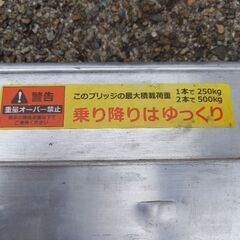 警告
重量オーバー禁止
このブリッジの最大積載荷重
1本で 250kg
2本で 500kg
乗り降りはゆっくり